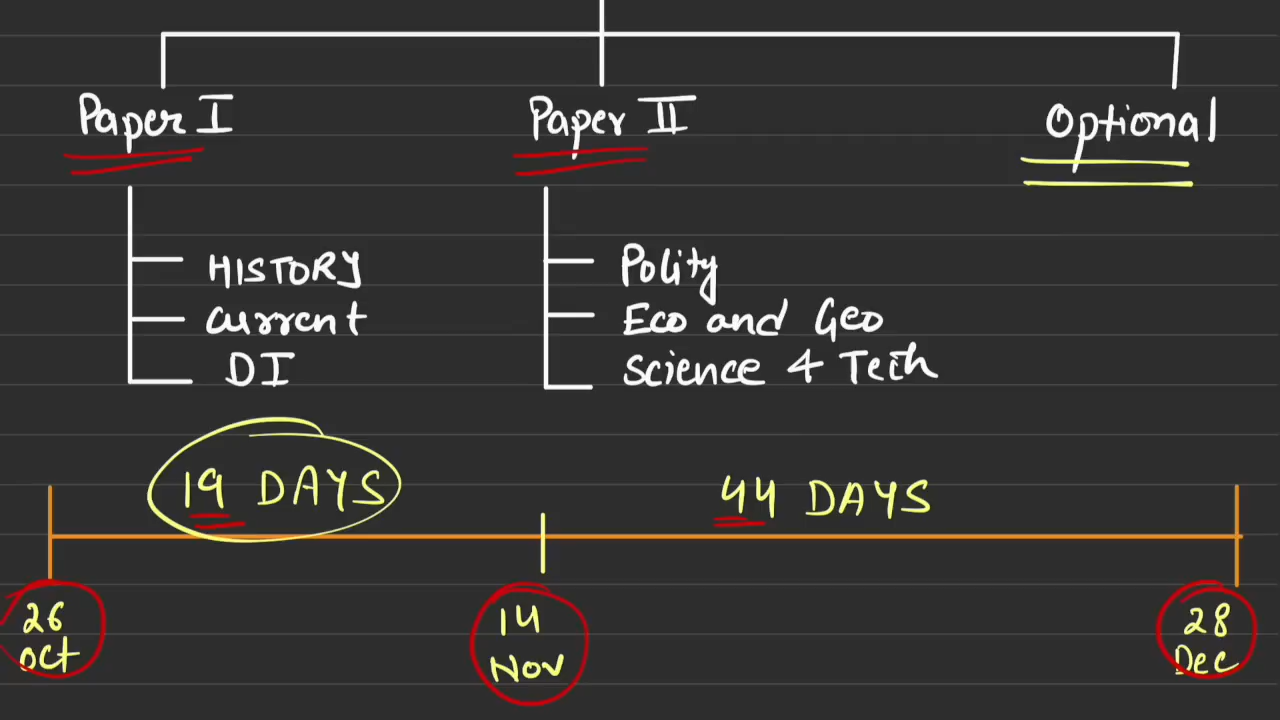 Paper I
Paper II
Optional
HISTORY
Current
DI
Polity
Eco and Geo
Science & Tech
19 DAYS
44 DAYS
26 Oct
14 Nov
28 Dec